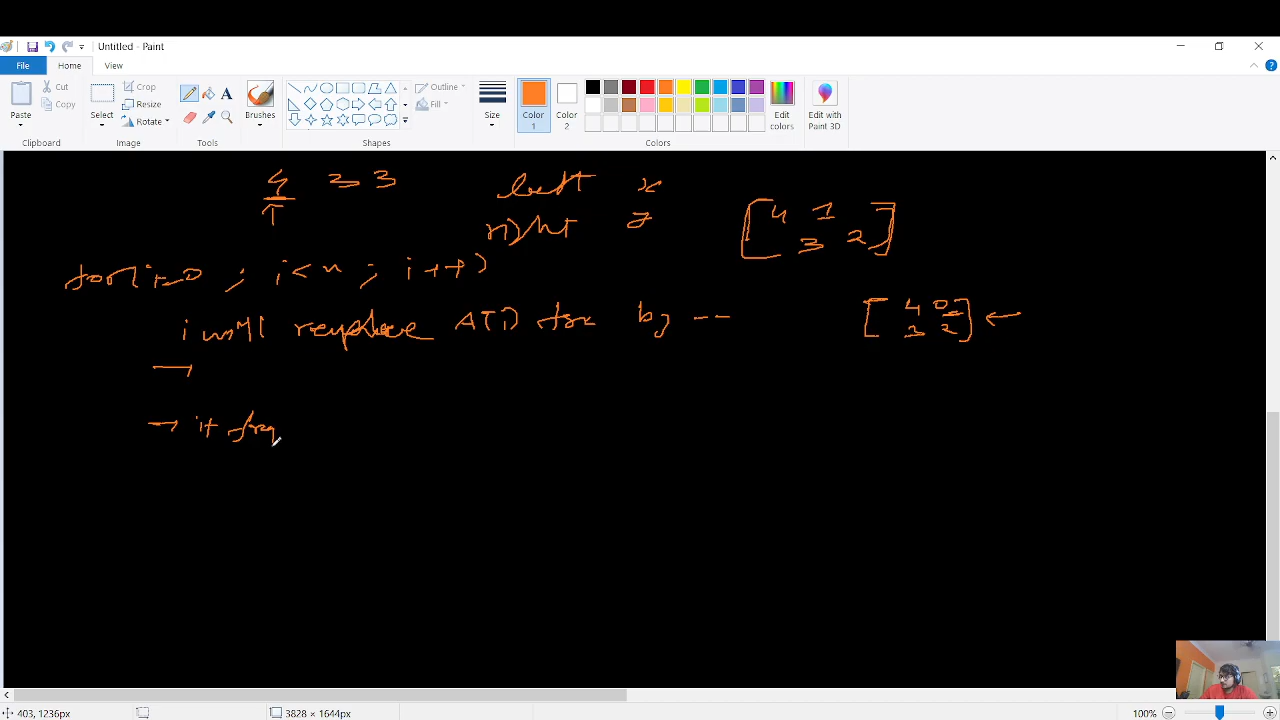 Untitled - Paint
File Home View
Paste
Cut
Copy
Clipboard
Select
Crop
Resize
Rotate
Image
Tools
Brushes
Shapes
Outline
Fill
Size
Color 1
Color 2
Edit colors
Colors
Edit with Paint 3D
4 3 3 left x
right
[4 1
3 2]
for(i=0 ; i<n ; i++)
i will replace A[i] by --
[ 4 0
3 2 ] ←
→
→ if freq
403, 1236px
3828 × 1644px
100%